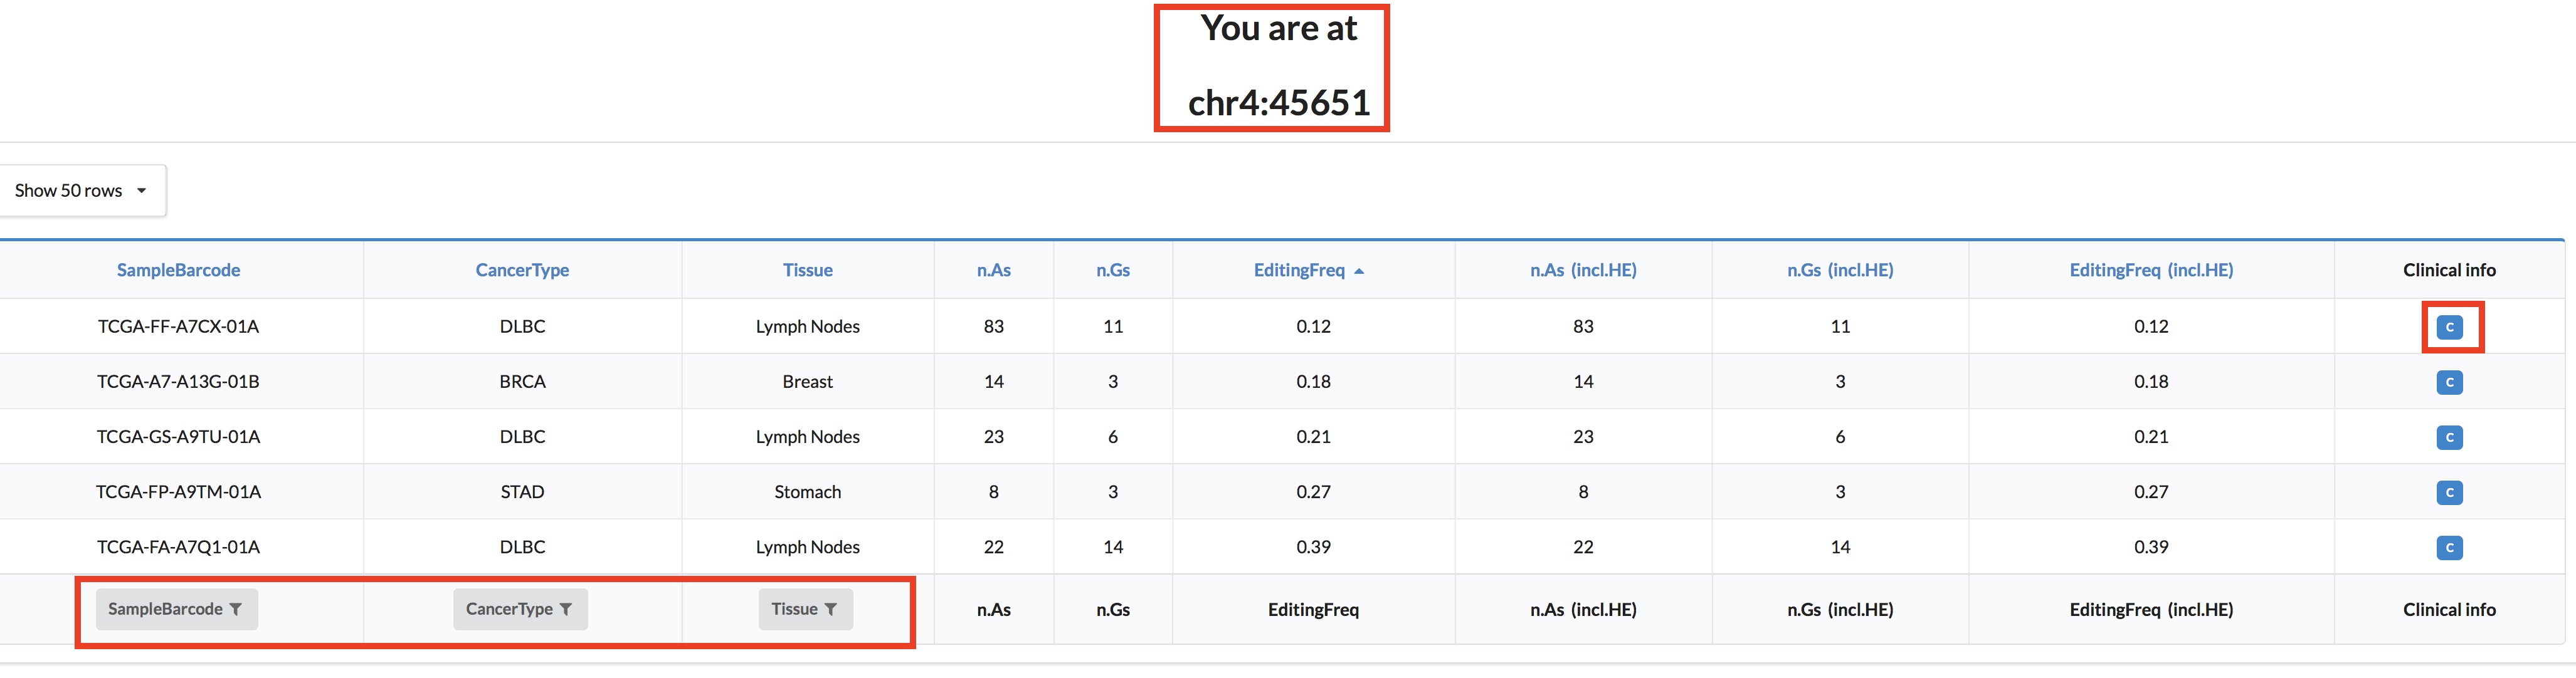 You are at
chr4:45651
Show 50 rows
SampleBarcode CancerType Tissue n.As n.Gs EditingFreq n.As (incl.HE) n.Gs (incl.HE) EditingFreq (incl.HE) Clinical info
TCGA-FF-A7CX-01A DLBC Lymph Nodes 83 11 0.12 83 11 0.12 C
TCGA-A7-A13G-01B BRCA Breast 14 3 0.18 14 3 0.18 C
TCGA-GS-A9TU-01A DLBC Lymph Nodes 23 6 0.21 23 6 0.21 C
TCGA-FP-A9TM-01A STAD Stomach 8 3 0.27 8 3 0.27 C
TCGA-FA-A7Q1-01A DLBC Lymph Nodes 22 14 0.39 22 14 0.39 C
SampleBarcode CancerType Tissue n.As n.Gs EditingFreq n.As (incl.HE) n.Gs (incl.HE) EditingFreq (incl.HE) Clinical info